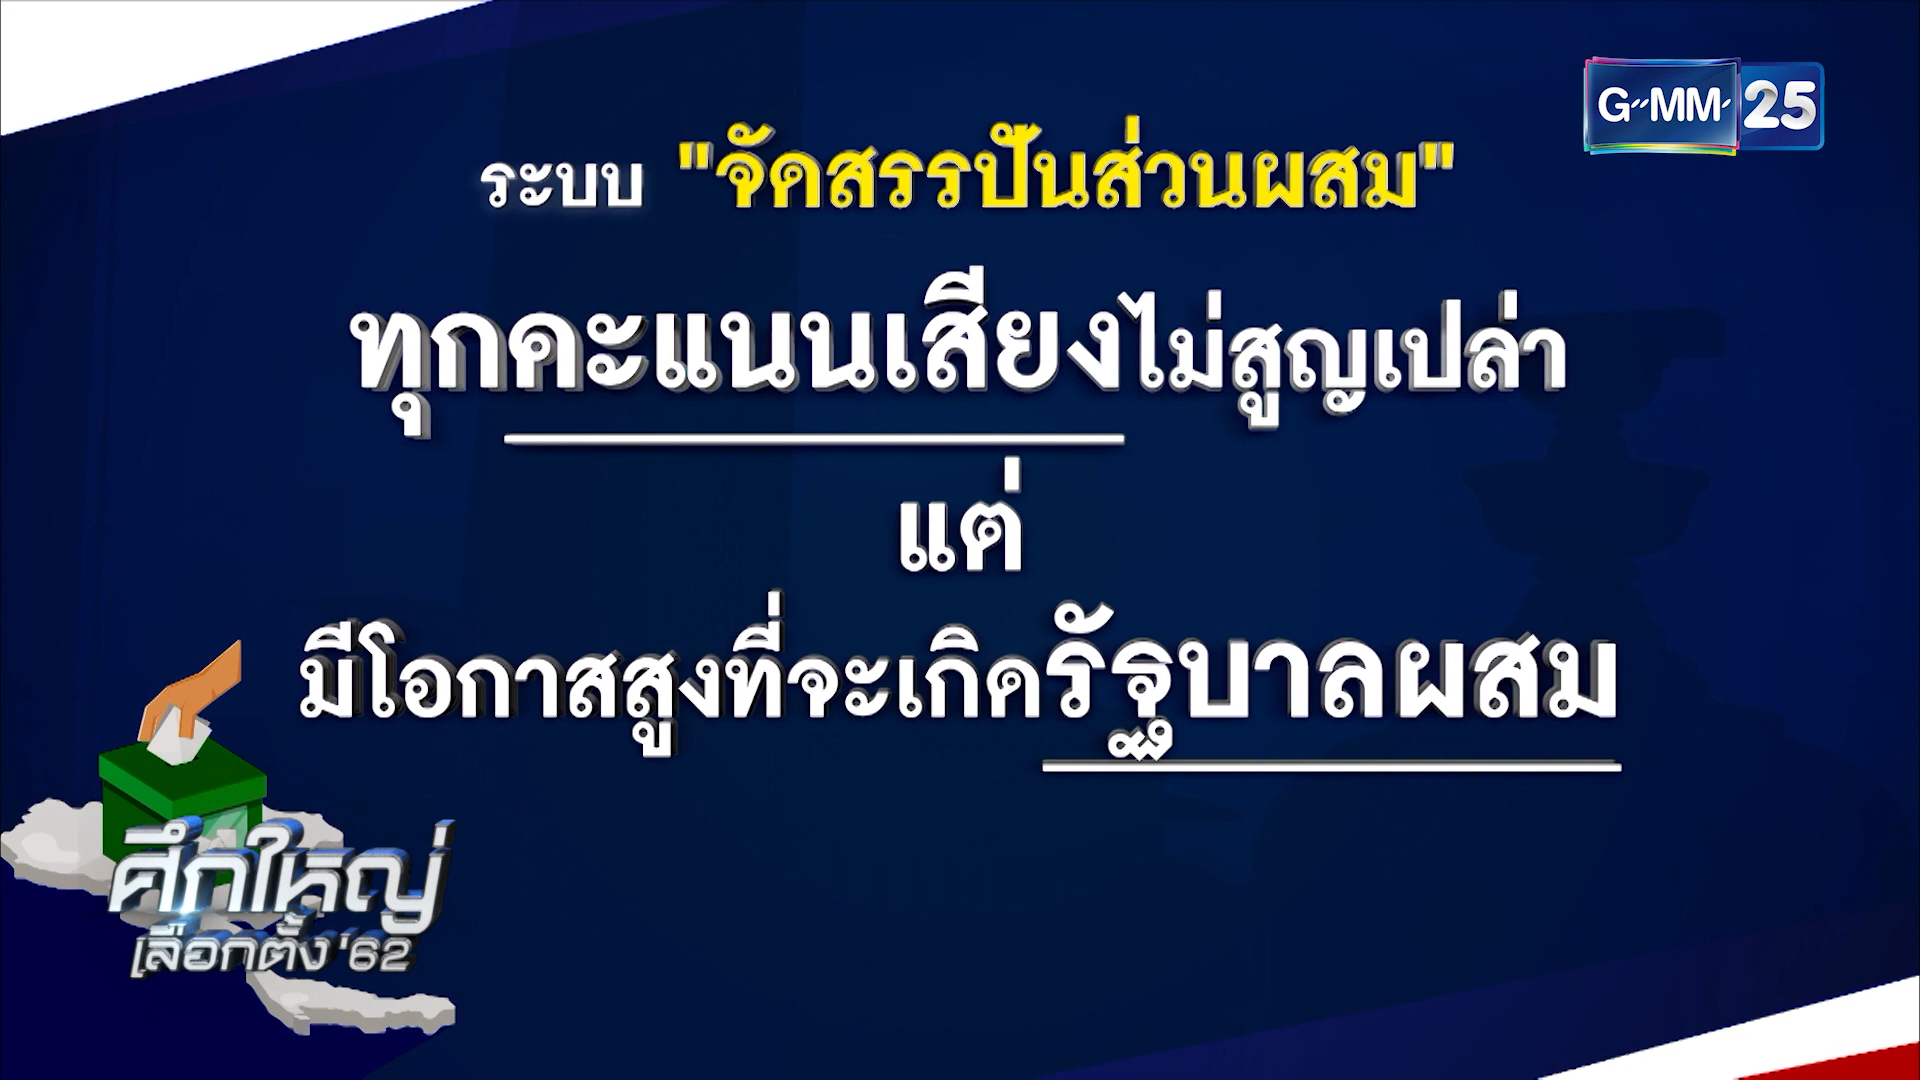 GMM 25
ระบบ "จัดสรรปันส่วนผสม"
ทุกคะแนนเสียงไม่สูญเปล่า
แต่
มีโอกาสสูงที่จะเกิดรัฐบาลผสม
ศึกใหญ่
เลือกตั้ง '62